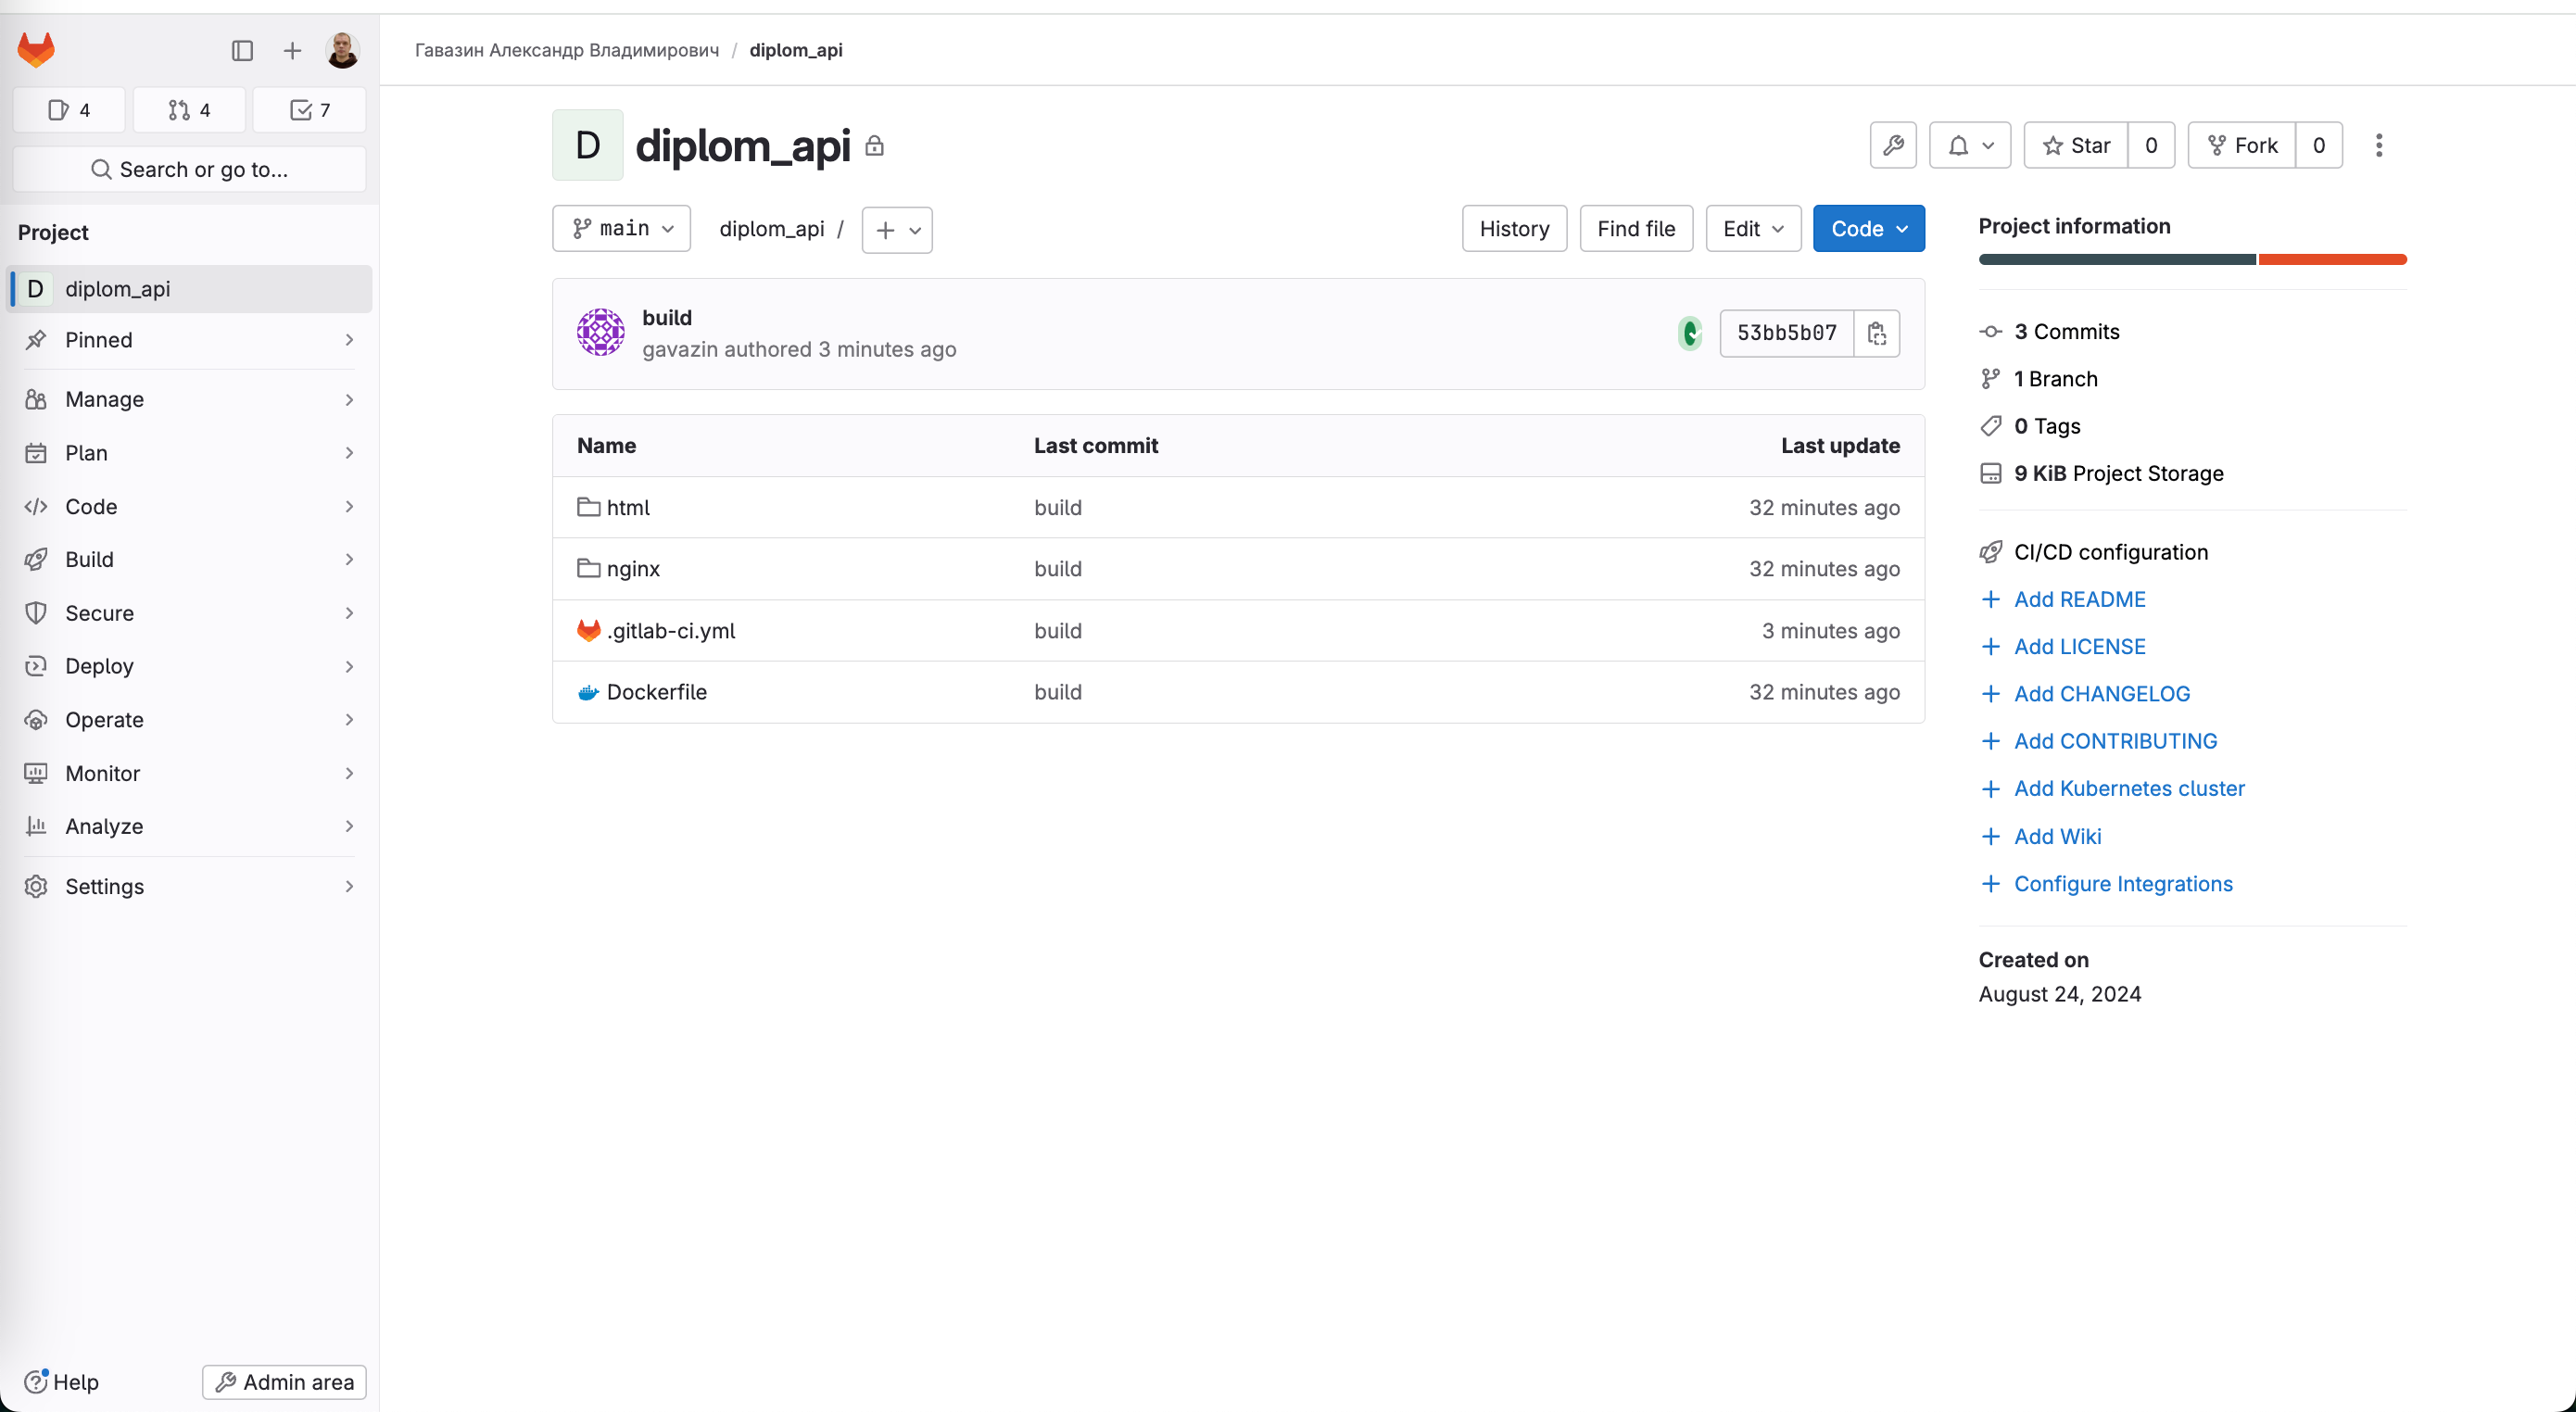 4
4
7
Search or go to...
Project
D diplom_api
Pinned
Manage
Plan
Code
Build
Secure
Deploy
Operate
Monitor
Analyze
Settings
Help
Admin area
Гавазин Александр Владимирович / diplom_api
D diplom_api
Star 0
Fork 0
main
diplom_api /
History
Find file
Edit
Code
build
gavazin authored 3 minutes ago
53bb5b07
Name Last commit Last update
html build 32 minutes ago
nginx build 32 minutes ago
.gitlab-ci.yml build 3 minutes ago
Dockerfile build 32 minutes ago
Project information
3 Commits
1 Branch
0 Tags
9 KiB Project Storage
CI/CD configuration
Add README
Add LICENSE
Add CHANGELOG
Add CONTRIBUTING
Add Kubernetes cluster
Add Wiki
Configure Integrations
Created on
August 24, 2024